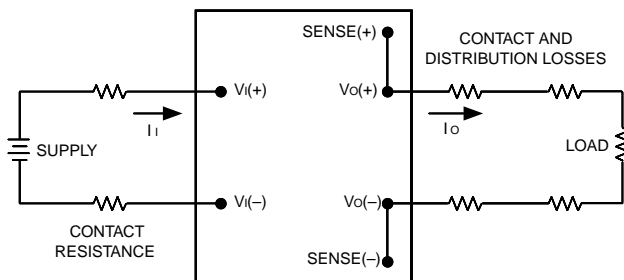 SENSE(+)
CONTACT AND
DISTRIBUTION LOSSES
VI(+)
VO(+)
II
IO
SUPPLY
LOAD
VI(–)
VO(–)
CONTACT
RESISTANCE
SENSE(–)